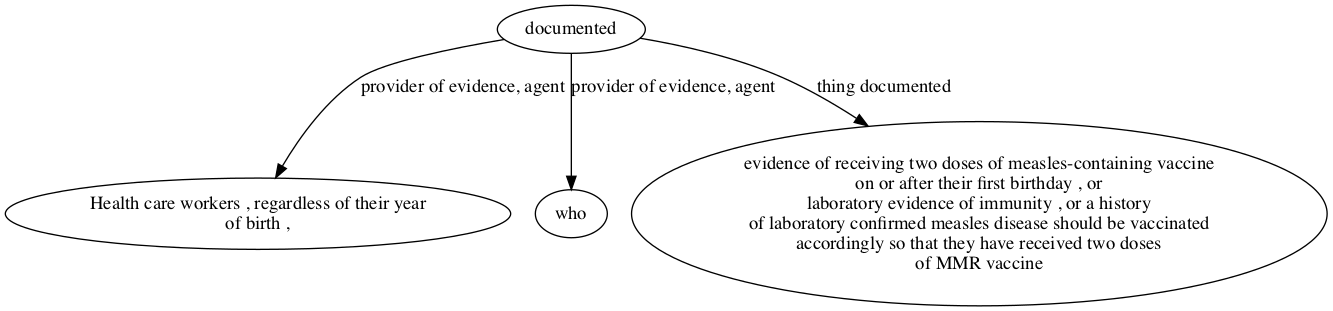 documented
provider of evidence, agent
provider of evidence, agent
thing documented
Health care workers , regardless of their year
of birth ,
who
evidence of receiving two doses of measles-containing vaccine
on or after their first birthday , or
laboratory evidence of immunity , or a history
of laboratory confirmed measles disease should be vaccinated
accordingly so that they have received two doses
of MMR vaccine